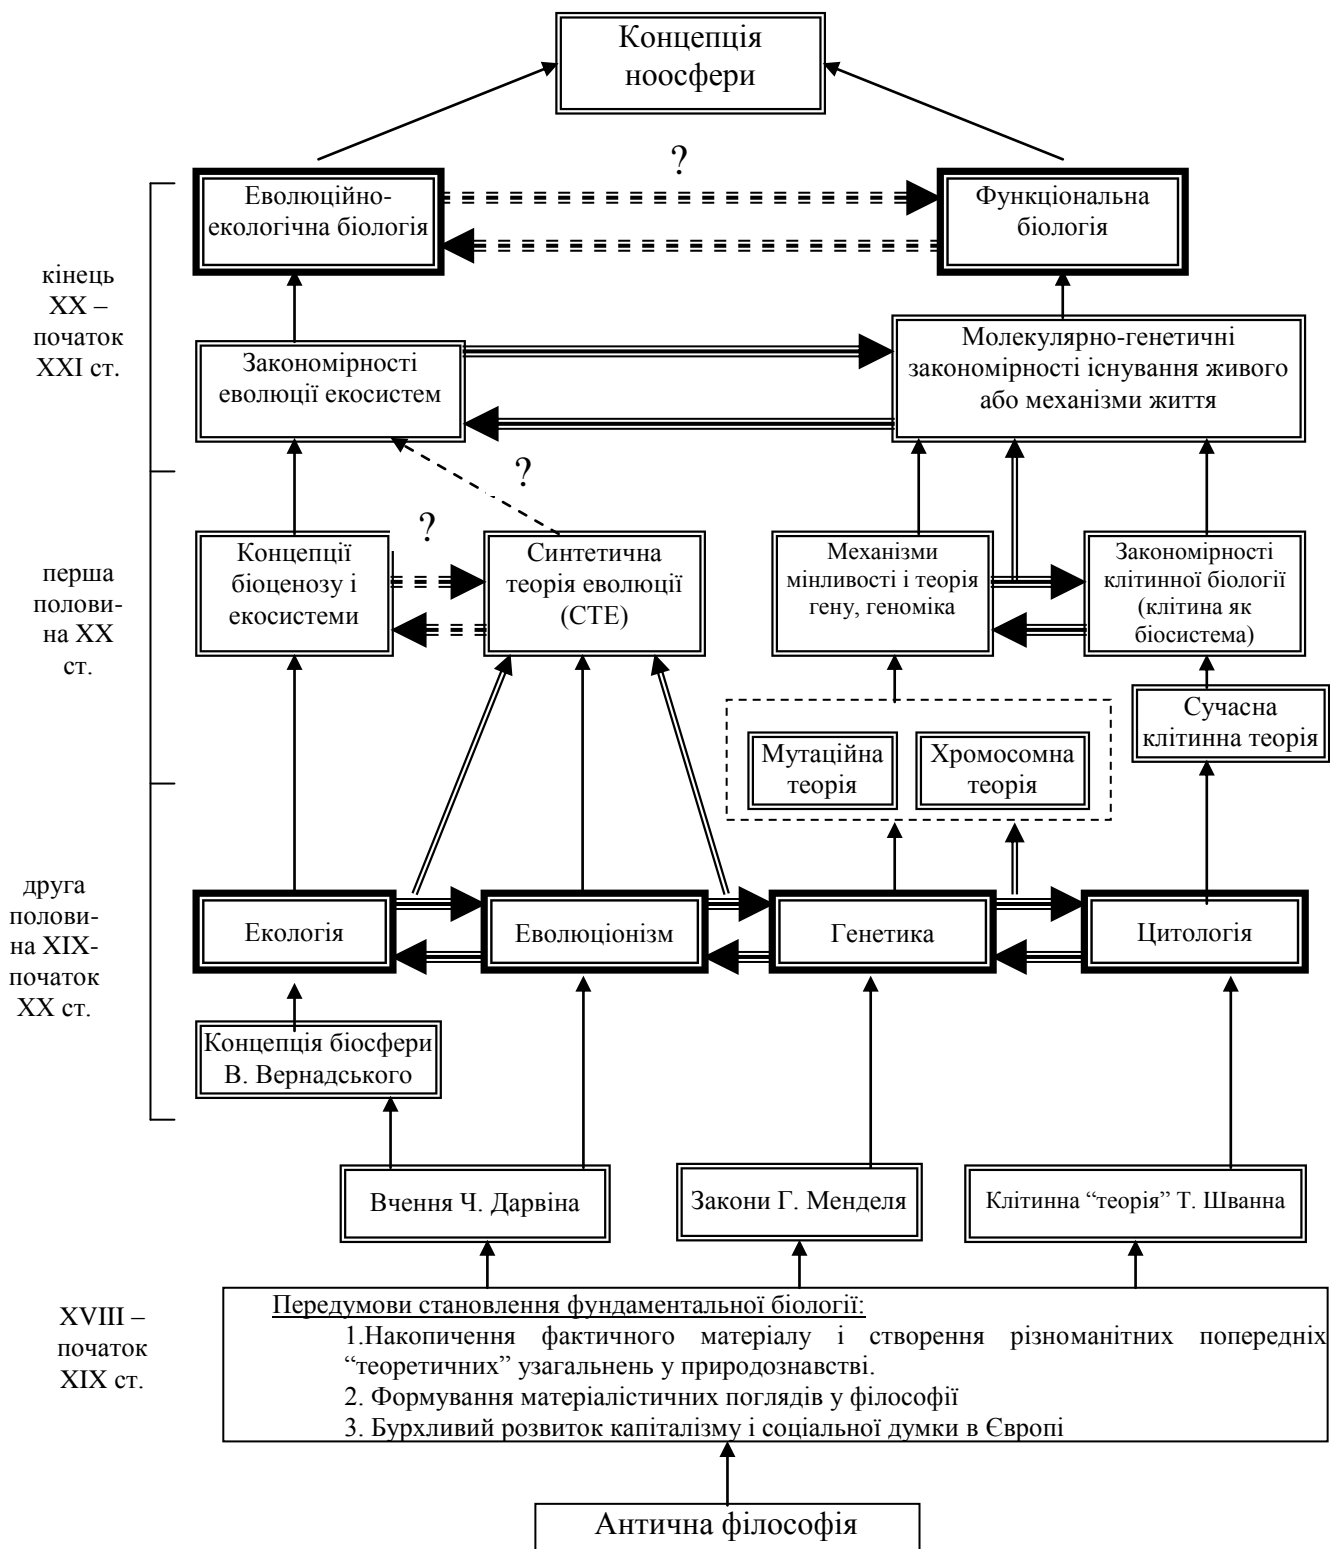 Концепція
ноосфери
?
Еволюційно-
екологічна біологія
Функціональна
біологія
кінець
ХХ –
початок
ХХІ ст.
Закономірності
еволюції екосистем
Молекулярно-генетичні
закономірності існування живого
або механізми життя
?
?
перша
полови-
на ХХ
ст.
Концепції
біоценозу і
екосистеми
Синтетична
теорія еволюції
(СТЕ)
Механізми
мінливості і теорія
гену, геноміка
Закономірності
клітинної біології
(клітина як
біосистема)
Сучасна
клітинна теорія
Мутаційна
теорія
Хромосомна
теорія
друга
полови-
на ХІХ-
початок
ХХ ст.
Екологія
Еволюціонізм
Генетика
Цитологія
Концепція біосфери
В. Вернадського
Вчення Ч. Дарвіна
Закони Г. Менделя
Клітинна “теорія” Т. Шванна
XVIII –
початок
XIX ст.
Передумови становлення фундаментальної біології:
1.Накопичення фактичного матеріалу і створення різноманітних попередніх
“теоретичних” узагальнень у природознавстві.
2. Формування матеріалістичних поглядів у філософії
3. Бурхливий розвиток капіталізму і соціальної думки в Європі
Антична філософія